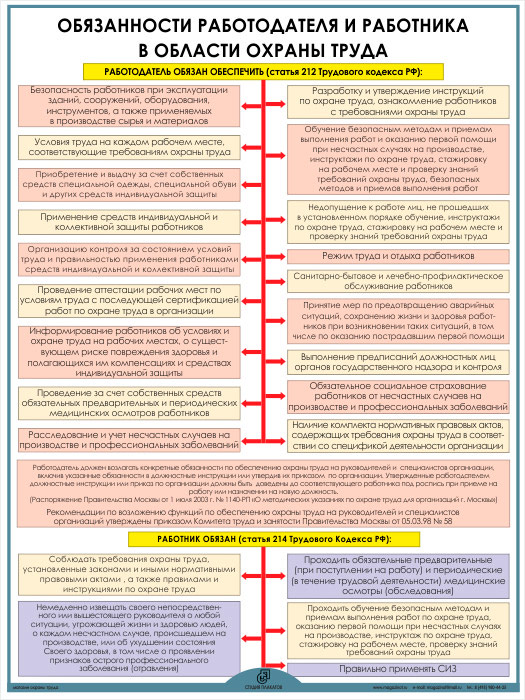 ОБЯЗАННОСТИ РАБОТОДАТЕЛЯ И РАБОТНИКА
В ОБЛАСТИ ОХРАНЫ ТРУДА
РАБОТОДАТЕЛЬ ОБЯЗАН ОБЕСПЕЧИТЬ (статья 212 Трудового кодекса РФ):
Безопасность работников при эксплуатации
зданий, сооружений, оборудования,
инструментов, а также применяемых
в производстве сырья и материалов
Условия труда на каждом рабочем месте,
соответствующие требованиям охраны труда
Приобретение и выдачу за счет собственных
средств специальной одежды, специальной обуви
и других средств индивидуальной защиты
Применение средств индивидуальной и
коллективной защиты работников
Организацию контроля за состоянием условий
труда и правильностью применения работниками
средств индивидуальной и коллективной защиты
Проведение аттестации рабочих мест по
условиям труда с последующей сертификацией
работ по охране труда в организации
Информирование работников об условиях и
охране труда на рабочих местах, о сущест-
вующем риске повреждения здоровья и
полагающихся им компенсациях и средствах
индивидуальной защиты
Проведение за счет собственных средств
обязательных предварительных и периодических
медицинских осмотров работников
Расследование и учет несчастных случаев на
производстве и профессиональных заболеваний
Разработку и утверждение инструкций
по охране труда, ознакомление работников
с требованиями охраны труда
Обучение безопасным методам и приемам
выполнения работ и оказанию первой помощи
при несчастных случаях на производстве,
инструктажи по охране труда, стажировку
на рабочем месте и проверку знаний
требований охраны труда, безопасных
методов и приемов выполнения работ
Недопущение к работе лиц, не прошедших
в установленном порядке обучение, инструктажи
по охране труда, стажировку на рабочем месте и
проверку знаний требований охраны труда
Режим труда и отдыха работников
Санитарно-бытовое и лечебно-профилактическое
обслуживание работников
Принятие мер по предотвращению аварийных
ситуаций, сохранению жизни и здоровья работ-
ников при возникновении таких ситуаций, в том
числе по оказанию пострадавшим первой помощи
Выполнение предписаний должностных лиц
органов государственного надзора и контроля
Обязательное социальное страхование
работников от несчастных случаев на
производстве и профессиональных заболеваний
Наличие комплекта нормативных правовых актов,
содержащих требования охраны труда в соответ-
ствии со спецификой деятельности организации
Работодатель должен возлагать конкретные обязанности по обеспечению охраны труда на руководителей и специалистов организации,
включив указанные обязанности в должностные инструкции или утвердив их приказом по организации. Утвержденные работодателем
должностные инструкции или приказ по организации должны быть доведены до соответствующего работника под роспись при приеме на
работу или назначении на новую должность.
(Распоряжение Правительства Москвы от 1 июля 2003 г. № 1140-РП «О методических указаниях по охране труда для организаций г. Москвы»)
Рекомендации по возложению функций по обеспечению охраны труда на руководителей и специалистов
организаций утверждены приказом Комитета труда и занятости Правительства Москвы от 05.03.98 № 58
РАБОТНИК ОБЯЗАН (статья 214 Трудового кодекса РФ):
Соблюдать требования охраны труда,
установленные законами и иными нормативными
правовыми актами , а также правилами и
инструкциями по охране труда
Немедленно извещать своего непосредствен-
ного или вышестоящего руководителя о любой
ситуации, угрожающей жизни и здоровью людей,
о каждом несчастном случае, происшедшем на
производстве, или об ухудшении состояния
Своего здоровья, в том числе о проявлении
признаков острого профессионального
заболевания (отравления)
Проходить обязательные предварительные
(при поступлении на работу) и периодические
(в течение трудовой деятельности) медицинские
осмотры (обследования)
Проходить обучение безопасным методам и
приемам выполнения работ по охране труда,
оказанию первой помощи при несчастных случаях
на производстве, инструктаж по охране труда,
стажировку на рабочем месте, проверку знаний
требований охраны труда
Правильно применять СИЗ
СТУДИЯ ПЛАКАТОВ